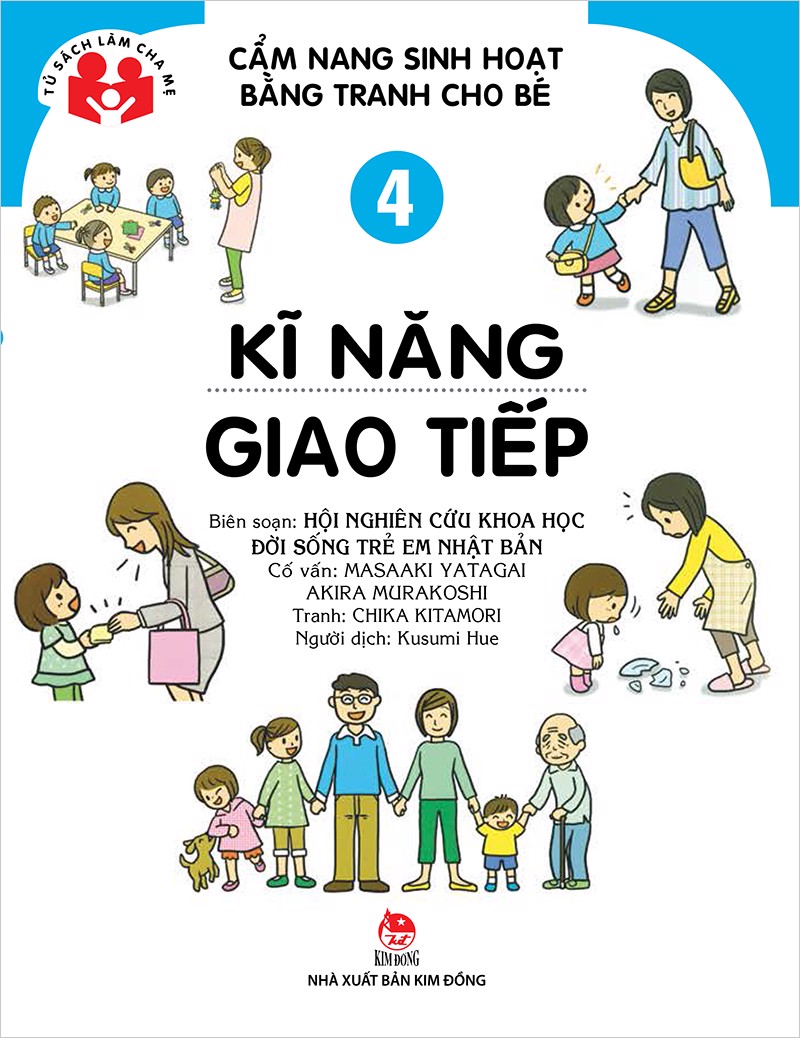 TỦ SÁCH LÀM CHA MẸ
CẨM NANG SINH HOẠT
BẰNG TRANH CHO BÉ
4
KĨ NĂNG
GIAO TIẾP
Biên soạn: HỘI NGHIÊN CỨU KHOA HỌC
ĐỜI SỐNG TRẺ EM NHẬT BẢN
Cố vấn: MASAAKI YATAGAI
AKIRA MURAKOSHI
Tranh: CHIKA KITAMORI
Người dịch: Kusumi Hue
KIM ĐỒNG
NHÀ XUẤT BẢN KIM ĐỒNG